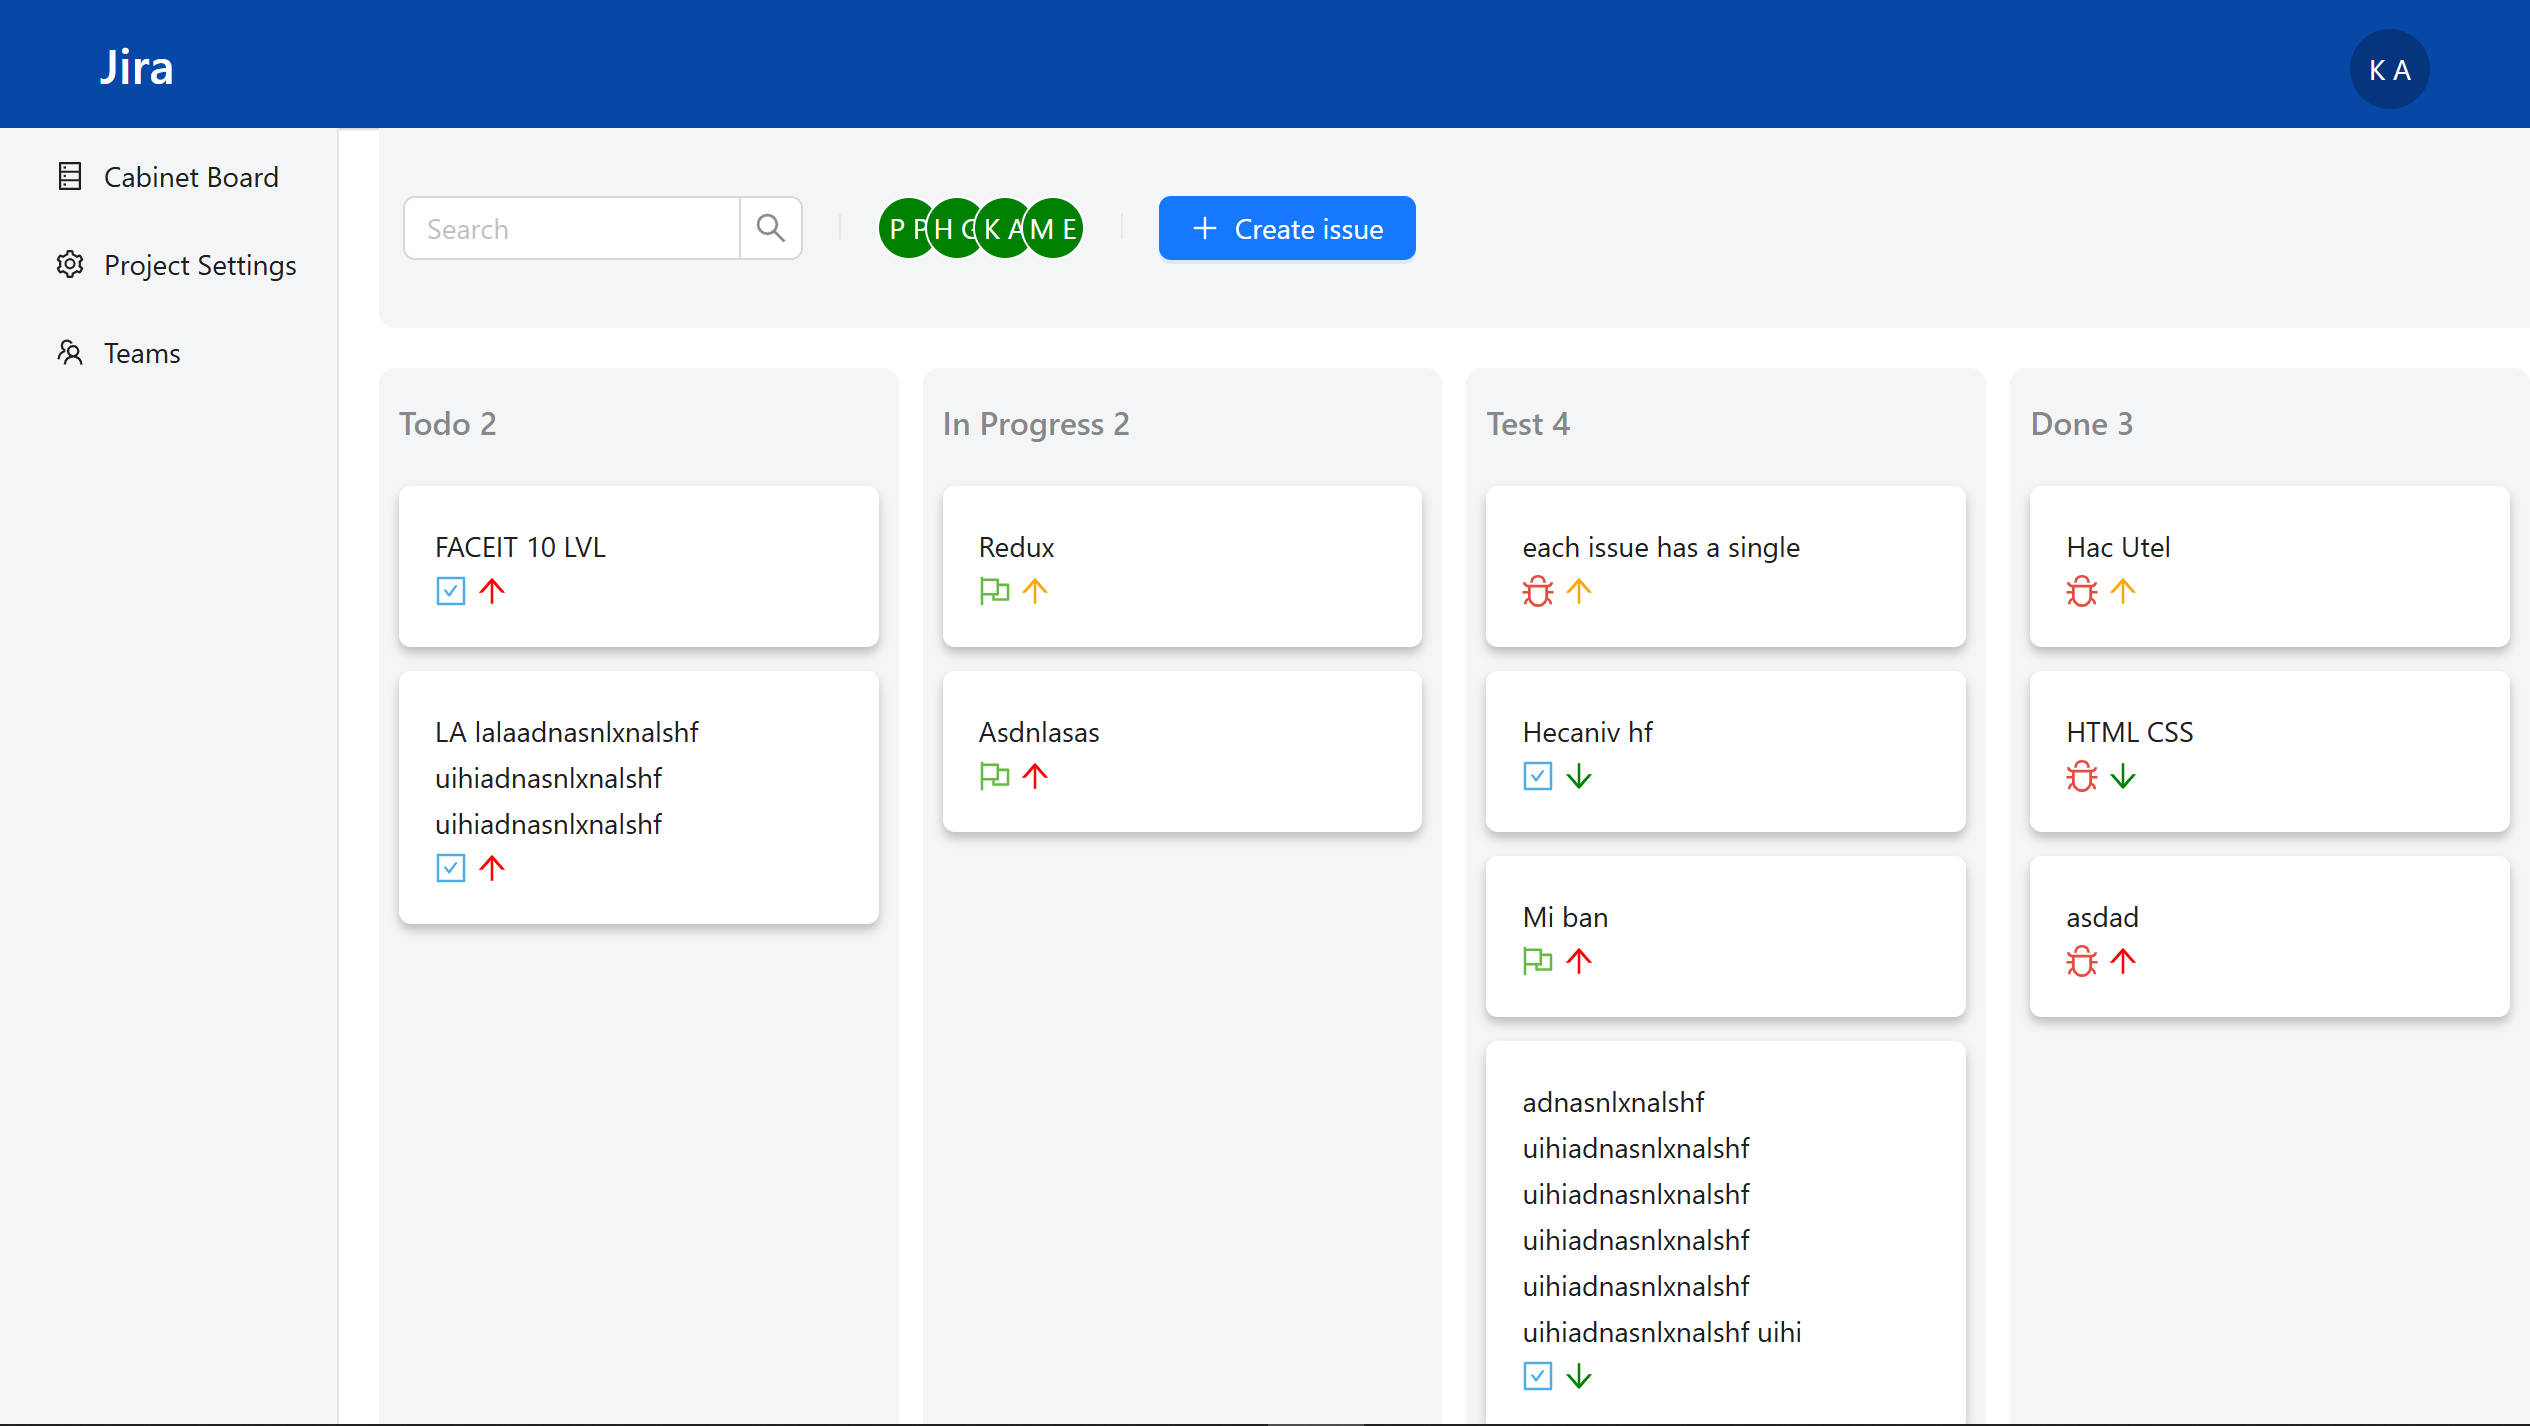 Jira
K A
Cabinet Board
Project Settings
Teams
Search
P P
H G
K A
M E
Create issue
Todo 2
FACEIT 10 LVL
LA lalaadnasnlxnalshf
uihiadnasnlxnalshf
uihiadnasnlxnalshf
In Progress 2
Redux
Asdnlasas
Test 4
each issue has a single
Hecaniv hf
Mi ban
adnasnlxnalshf
uihiadnasnlxnalshf
uihiadnasnlxnalshf
uihiadnasnlxnalshf
uihiadnasnlxnalshf
uihiadnasnlxnalshf uihi
Done 3
Hac Utel
HTML CSS
asdad